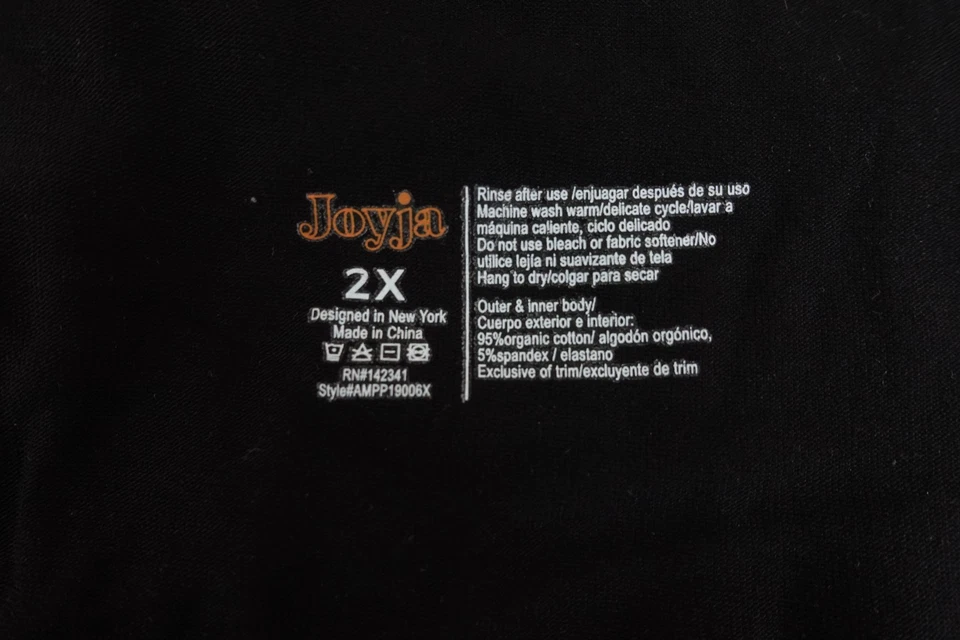 Joyja
2X
Designed in New York
Made in China
RN#142341
Style#AMPP19006X
Rinse after use /enjuagar después de su uso
Machine wash warm/delicate cycle/lavar a
máquina caliente, ciclo delicado
Do not use bleach or fabric softener/No
utilice lejía ni suavizante de tela
Hang to dry/colgar para secar
Outer & inner body/
Cuerpo exterior e interior:
95%organic cotton/ algodón orgónico,
5%spandex / elastano
Exclusive of trim/excluyente de trim